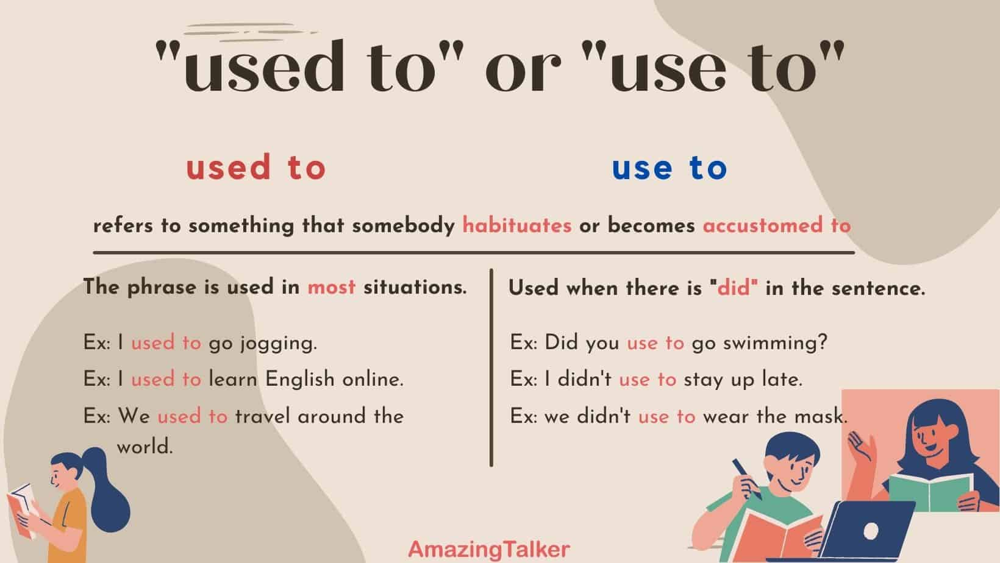 "used to" or "use to"
used to
use to
refers to something that somebody habituates or becomes accustomed to
The phrase is used in most situations.
Ex: I used to go jogging.
Ex: I used to learn English online.
Ex: We used to travel around the
world.
Used when there is "did" in the sentence.
Ex: Did you use to go swimming?
Ex: I didn't use to stay up late.
Ex: we didn't use to wear the mask.
AmazingTalker